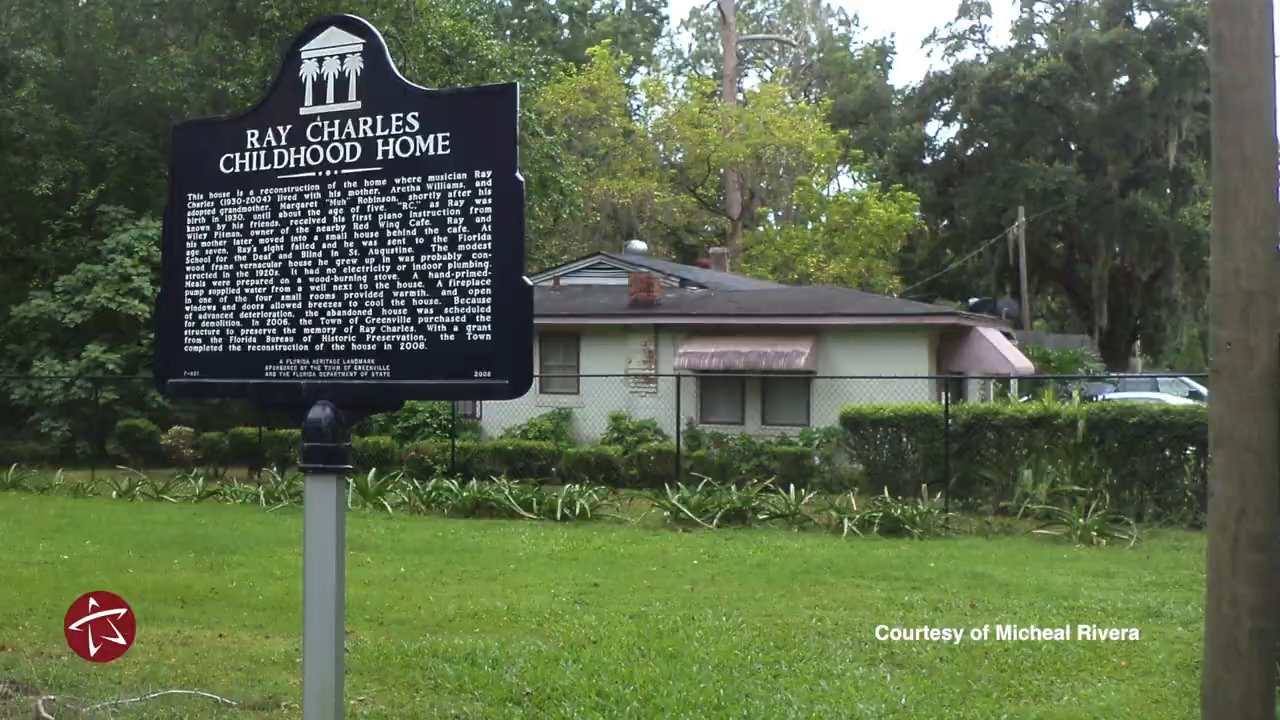 RAY CHARLES
CHILDHOOD HOME
This house is a reconstruction of the home where musician Ray
Charles (1930-2004) lived with his mother, Aretha Williams, and
adopted grandmother, Margaret "Muh" Robinson, shortly after his
birth in 1930, until about the age of five. "RC," as Ray was
known by his friends, received his first piano instruction from
Wiley Pitman, owner of the nearby Red Wing Cafe. Ray and
his mother later moved into a small house behind the cafe. At
age seven, Ray's sight failed and he was sent to the Florida
School for the Deaf and Blind in St. Augustine. The modest
wood frame vernacular house he grew up in was probably con-
structed in the 1920s. It had no electricity or indoor plumbing.
Meals were prepared on a wood-burning stove. A hand-primed-
pump supplied water from a well next to the house. A fireplace
in one of the four small rooms provided warmth, and open
windows and doors allowed breezes to cool the house. Because
of advanced deterioration, the abandoned house was scheduled
for demolition. In 2006, the Town of Greenville purchased the
structure to preserve the memory of Ray Charles. With a grant
from the Florida Bureau of Historic Preservation, the Town
completed the reconstruction of the house in 2008.
A FLORIDA HERITAGE LANDMARK
SPONSORED BY THE TOWN OF GREENVILLE
AND THE FLORIDA DEPARTMENT OF STATE
2008
Courtesy of Micheal Rivera